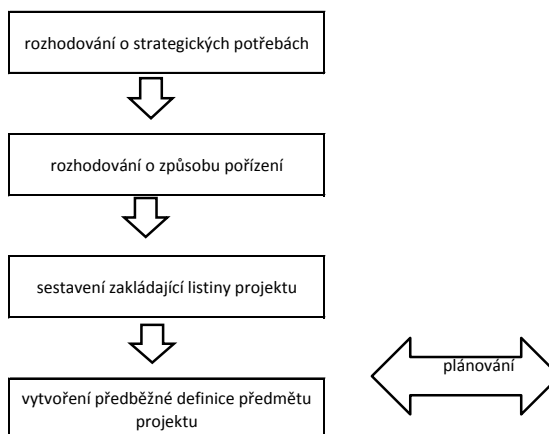 rozhodování o strategických potřebách
rozhodování o způsobu pořízení
sestavení zakládající listiny projektu
plánování
vytvoření předběžné definice předmětu
projektu